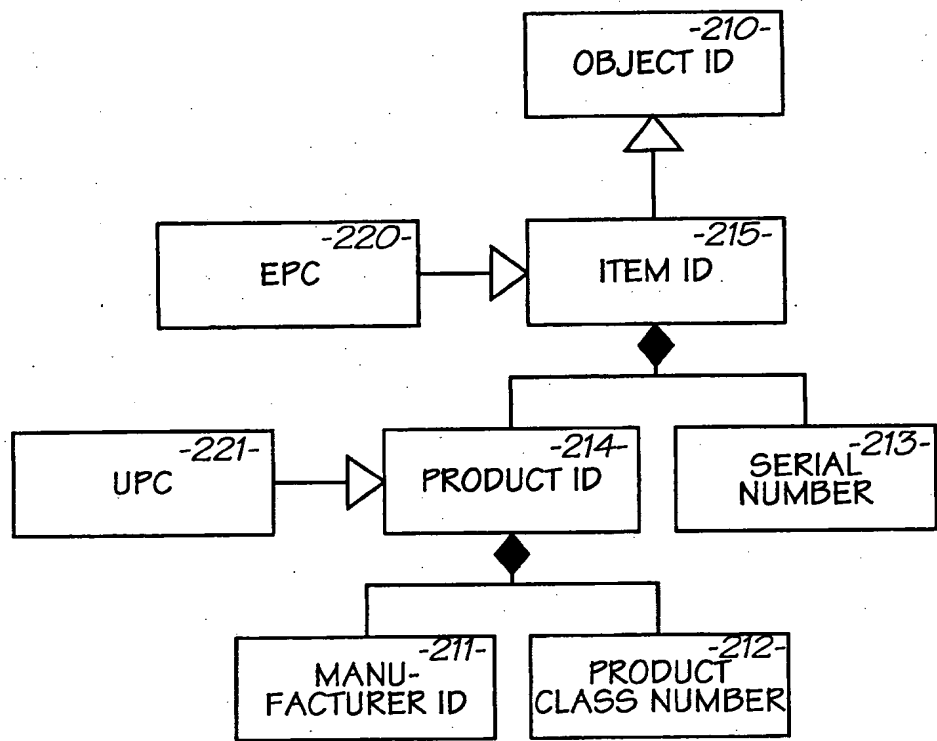 -210-
OBJECT ID
-220-
EPC
-215-
ITEM ID
-221-
UPC
-214-
PRODUCT ID
-213-
SERIAL
NUMBER
-211-
MANU-
FACTURER ID
-212-
PRODUCT
CLASS NUMBER